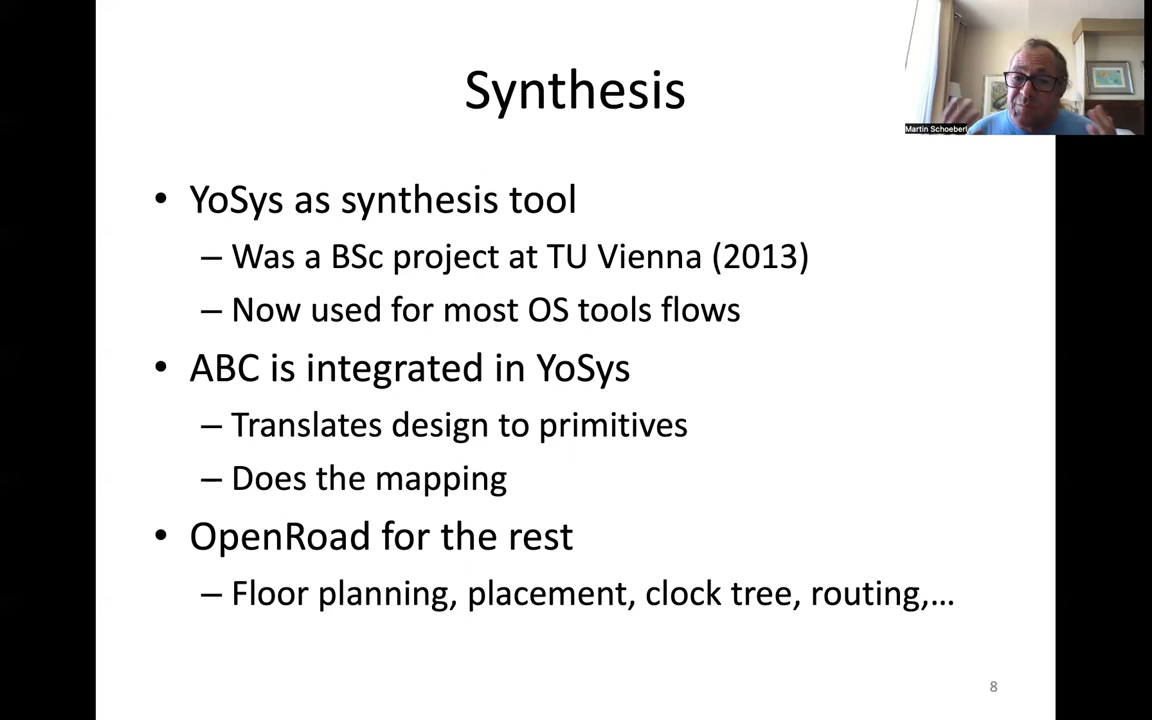 Synthesis
Martin Schoeberl
• YoSys as synthesis tool
– Was a BSc project at TU Vienna (2013)
– Now used for most OS tools flows
• ABC is integrated in YoSys
– Translates design to primitives
– Does the mapping
• OpenRoad for the rest
– Floor planning, placement, clock tree, routing,...
8